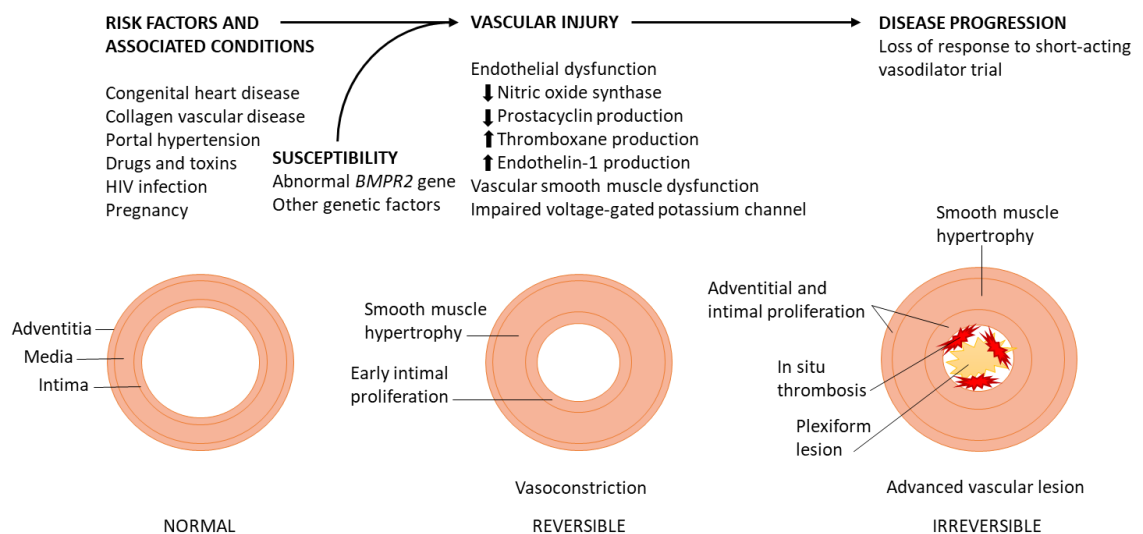 RISK FACTORS AND
ASSOCIATED CONDITIONS
Congenital heart disease
Collagen vascular disease
Portal hypertension
Drugs and toxins
HIV infection
Pregnancy
SUSCEPTIBILITY
Abnormal BMPR2 gene
Other genetic factors
VASCULAR INJURY
Endothelial dysfunction
⬇ Nitric oxide synthase
⬇ Prostacyclin production
⬆ Thromboxane production
⬆ Endothelin-1 production
Vascular smooth muscle dysfunction
Impaired voltage-gated potassium channel
DISEASE PROGRESSION
Loss of response to short-acting
vasodilator trial
Adventitia
Media
Intima
NORMAL
Smooth muscle
hypertrophy
Early intimal
proliferation
Vasoconstriction
REVERSIBLE
Smooth muscle
hypertrophy
Adventitial and
intimal proliferation
In situ
thrombosis
Plexiform
lesion
Advanced vascular lesion
IRREVERSIBLE